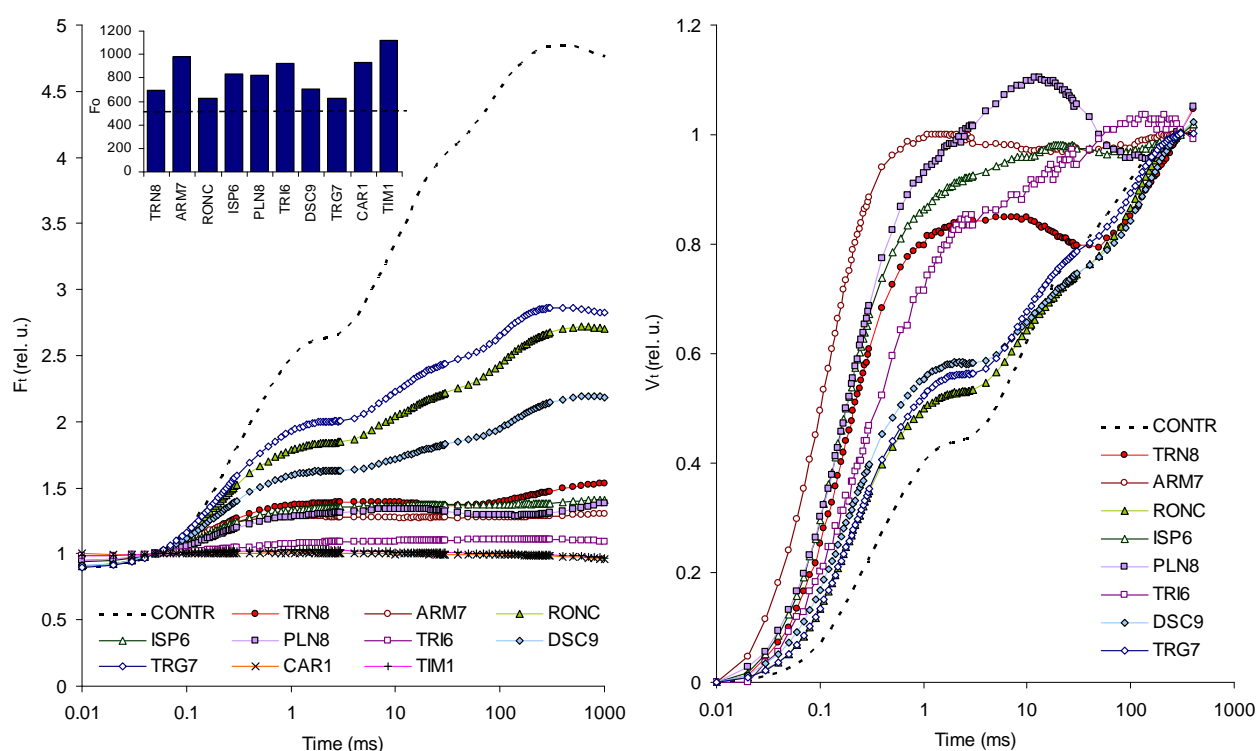 5
4.5
4
3.5
3
2.5
2
1.5
1
0.5
0
Ft (rel. u.)
0.01
0.1
1
10
100
1000
Time (ms)
1200
1000
800
600
400
200
0
Fo
TRN8
ARM7
RONC
ISP6
PLN8
TRI6
DSC9
TRG7
CAR1
TIM1
CONTR TRN8 ARM7 RONC
ISP6 PLN8 TRI6 DSC9
TRG7 CAR1 TIM1
1.2
1
0.8
0.6
0.4
0.2
0
Vt (rel. u.)
0.01
0.1
1
10
100
1000
Time (ms)
CONTR
TRN8
ARM7
RONC
ISP6
PLN8
TRI6
DSC9
TRG7